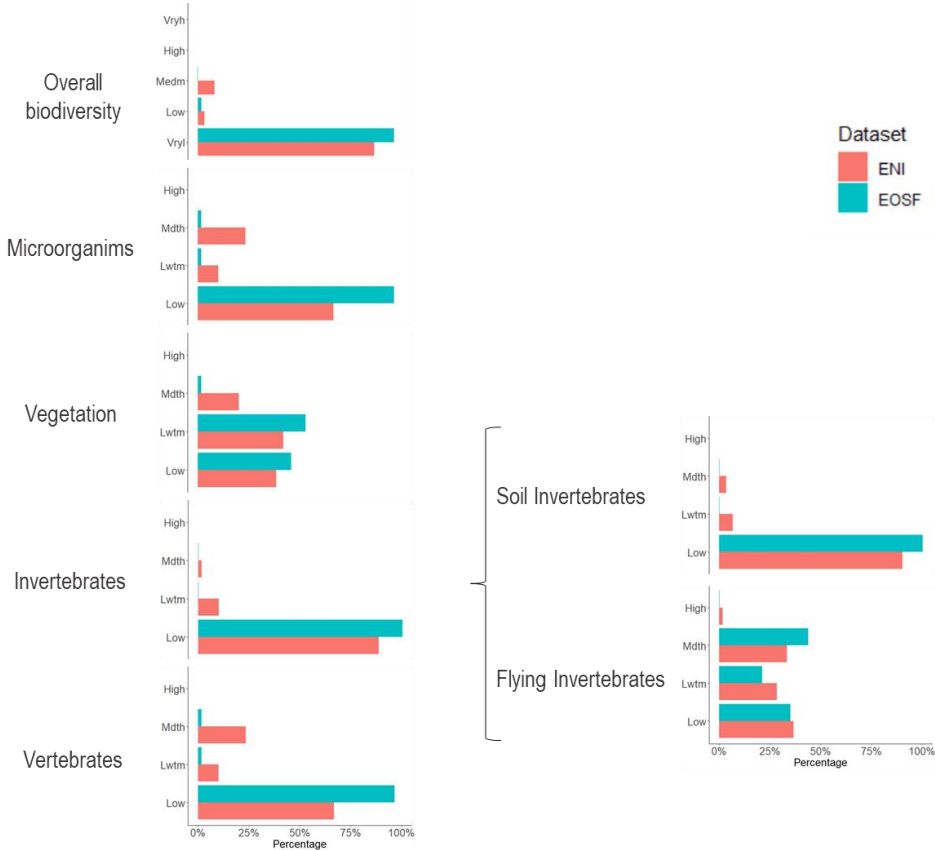 Overall
biodiversity
Vryh
High
Medm
Low
Vryl
Dataset
ENI
EOSF
Microorganims
High
Mdth
Lwtm
Low
Vegetation
High
Mdth
Lwtm
Low
Invertebrates
High
Mdth
Lwtm
Low
Vertebrates
High
Mdth
Lwtm
Low
0% 25% 50% 75% 100%
Percentage
Soil Invertebrates
High
Mdth
Lwtm
Low
Flying Invertebrates
High
Mdth
Lwtm
Low
0% 25% 50% 75% 100%
Percentage